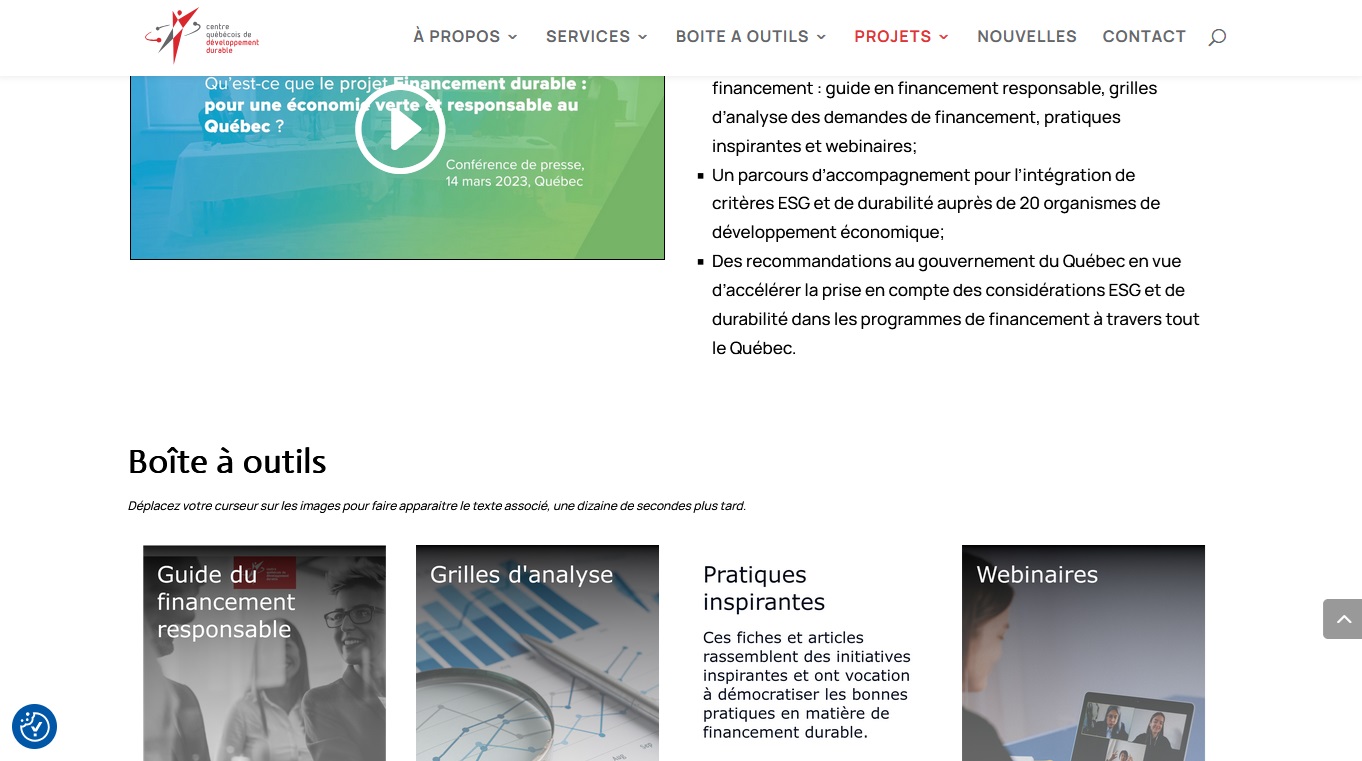 centre
québécois de
développement
durable
À PROPOS
SERVICES
BOITE A OUTILS
PROJETS
NOUVELLES
CONTACT
Qu'est-ce que le projet Financement durable :
pour une économie verte et responsable au
Québec ?
Conférence de presse,
14 mars 2023, Québec
financement : guide en financement responsable, grilles
d'analyse des demandes de financement, pratiques
inspirantes et webinaires;
Un parcours d'accompagnement pour l'intégration de
critères ESG et de durabilité auprès de 20 organismes de
développement économique;
Des recommandations au gouvernement du Québec en vue
d'accélérer la prise en compte des considérations ESG et de
durabilité dans les programmes de financement à travers tout
le Québec.
Boîte à outils
Déplacez votre curseur sur les images pour faire apparaitre le texte associé, une dizaine de secondes plus tard.
Guide du
financement
responsable
Grilles d'analyse
Aug
Sep
Pratiques
inspirantes
Ces fiches et articles
rassemblent des initiatives
inspirantes et ont vocation
à démocratiser les bonnes
pratiques en matière de
financement durable.
Webinaires